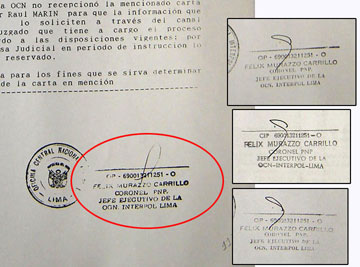 a OCN no recepcionó la mencionada carta
r Raul MARIN para que la información que
on soliciten a través del canal
uzgado que tiene a cargo el proceso
rdo a las disposiciones vigentes; por
sa Judicial en periodo de instrucción lo
reservado.
a para los fines que se sirva determinar
de la carta en mención
OFICINA CENTRAL NACIONAL
LIMA
CIP - 690013211251 - O
FELIX MURAZZO CARRILLO
CORONEL PNP.
JEFE EJECUTIVO DE LA
OCN. INTERPOL LIMA
CIP - 690013211251 - O
FELIX MURAZZO CARRILLO
CORONEL PNP.
JEFE EJECUTIVO DE LA
OCN. INTERPOL LIMA
CIP - 690013211251 - O
FELIX MURAZZO CARRILLO
CORONEL PNP.
JEFE EJECUTIVO DE LA
OCN-INTERPOL-LIMA
CIP - 690013211251 - O
FELIX MURAZZO CARRILLO
CORONEL PNP.
JEFE EJECUTIVO DE LA
OCN. INTERPOL LIMA